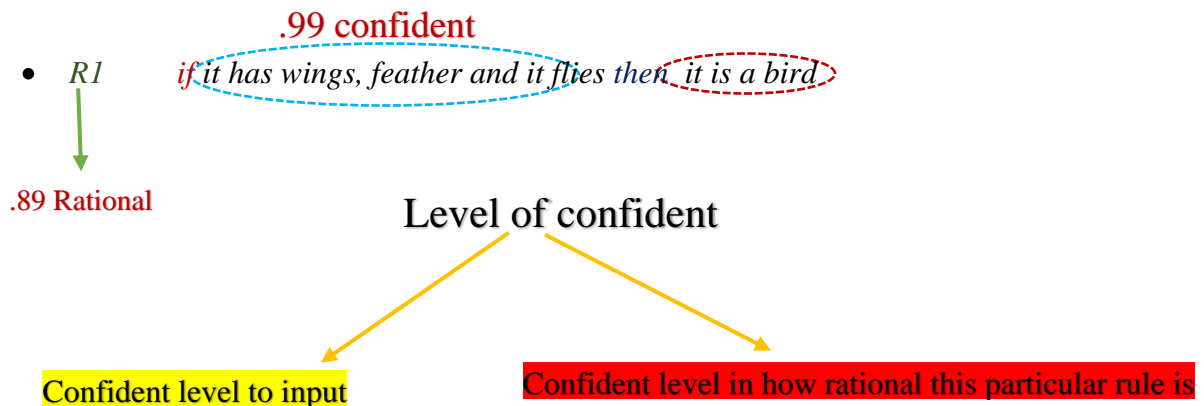 .99 confident
• R1 if it has wings, feather and it flies then it is a bird
.89 Rational
Level of confident
Confident level to input
Confident level in how rational this particular rule is